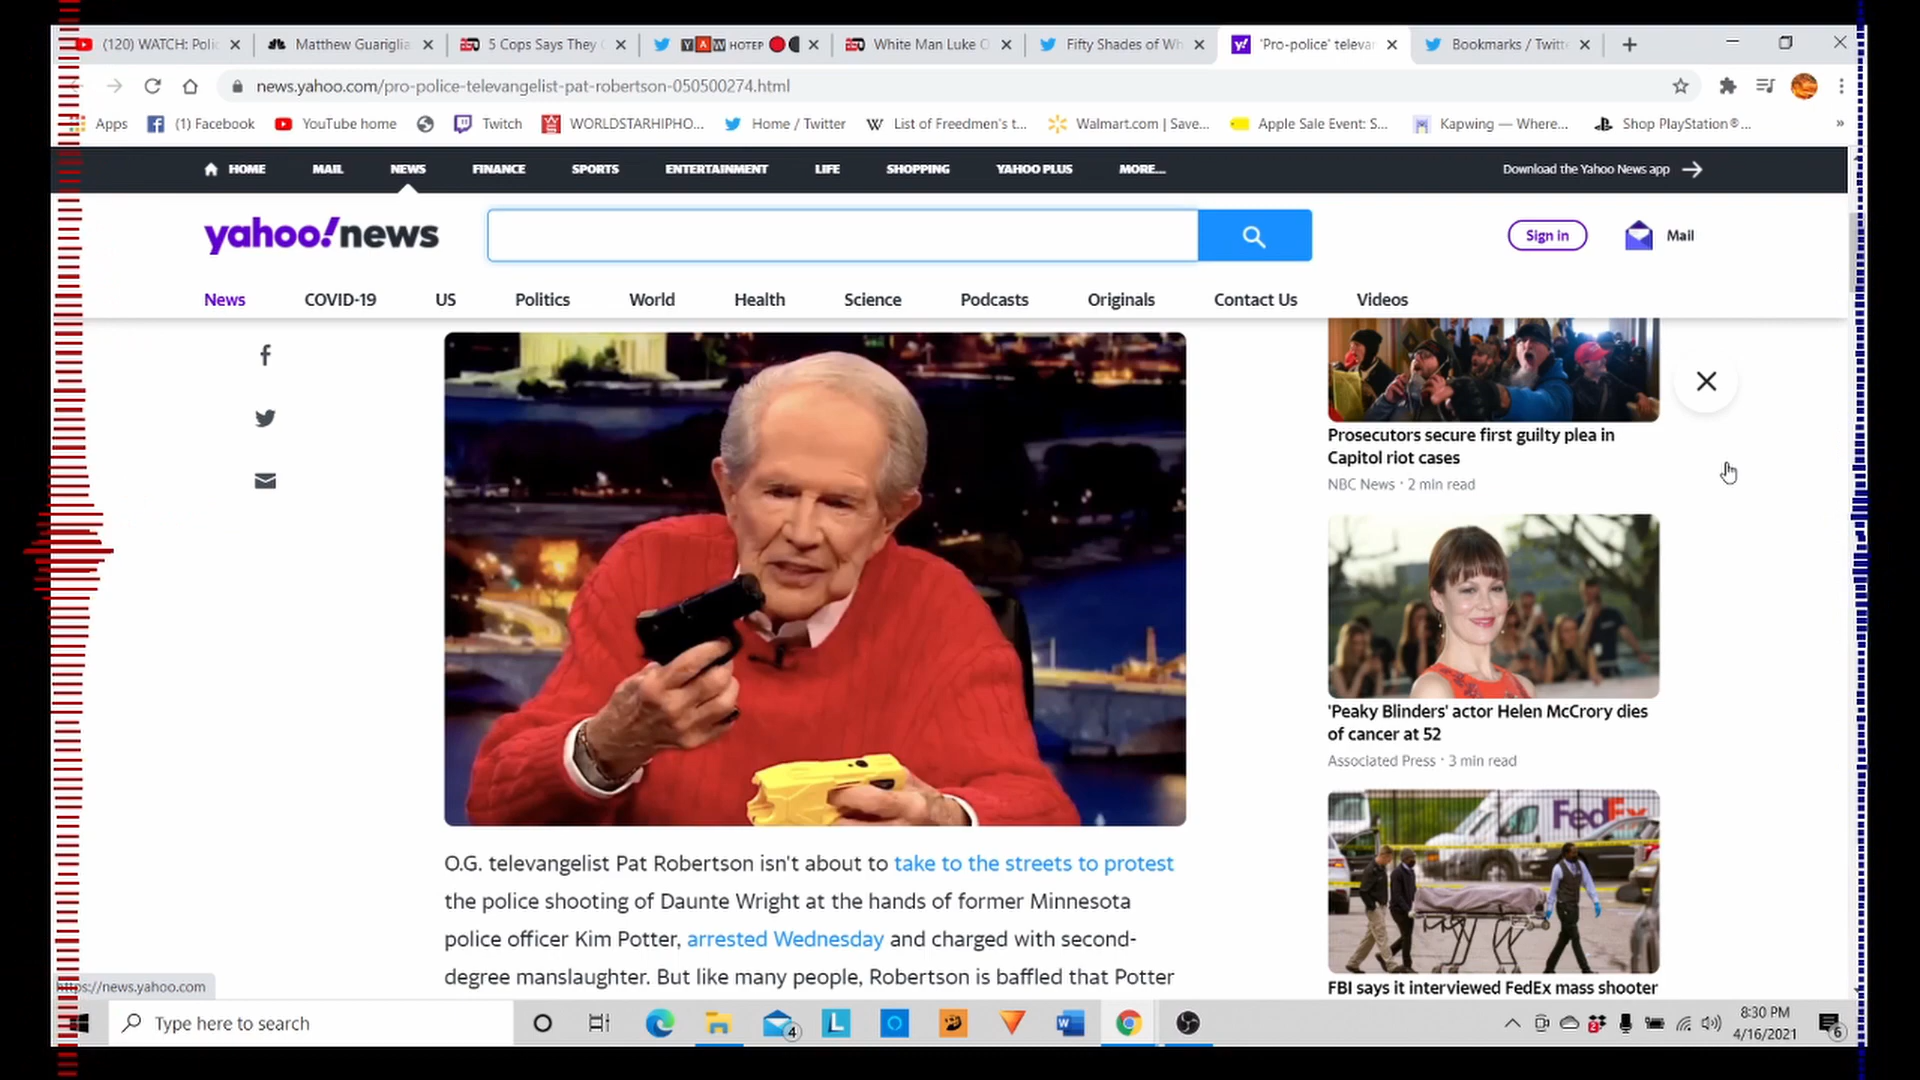 (120) WATCH: Poli
Matthew Guariglia
5 Cops Says They
YAW HOTEP
White Man Luke O
Fifty Shades of Wh
'Pro-police' televan
Bookmarks / Twitte
news.yahoo.com/pro-police-televangelist-pat-robertson-050500274.html
Apps
(1) Facebook
YouTube home
Twitch
WORLDSTARHIPHO...
Home / Twitter
List of Freedmen's t...
Walmart.com | Save...
Apple Sale Event: S...
Kapwing — Where...
Shop PlayStation®...
»
HOME MAIL NEWS FINANCE SPORTS ENTERTAINMENT LIFE SHOPPING YAHOO PLUS MORE...
Download the Yahoo News app
yahoo!news
Sign in
Mail
News COVID-19 US Politics World Health Science Podcasts Originals Contact Us Videos
O.G. televangelist Pat Robertson isn't about to take to the streets to protest
the police shooting of Daunte Wright at the hands of former Minnesota
police officer Kim Potter, arrested Wednesday and charged with second-
degree manslaughter. But like many people, Robertson is baffled that Potter
Prosecutors secure first guilty plea in
Capitol riot cases
NBC News · 2 min read
'Peaky Blinders' actor Helen McCrory dies
of cancer at 52
Associated Press · 3 min read
FedEx
FBI says it interviewed FedEx mass shooter
https://news.yahoo.com
Type here to search
4
L
2
8:30 PM
4/16/2021
6